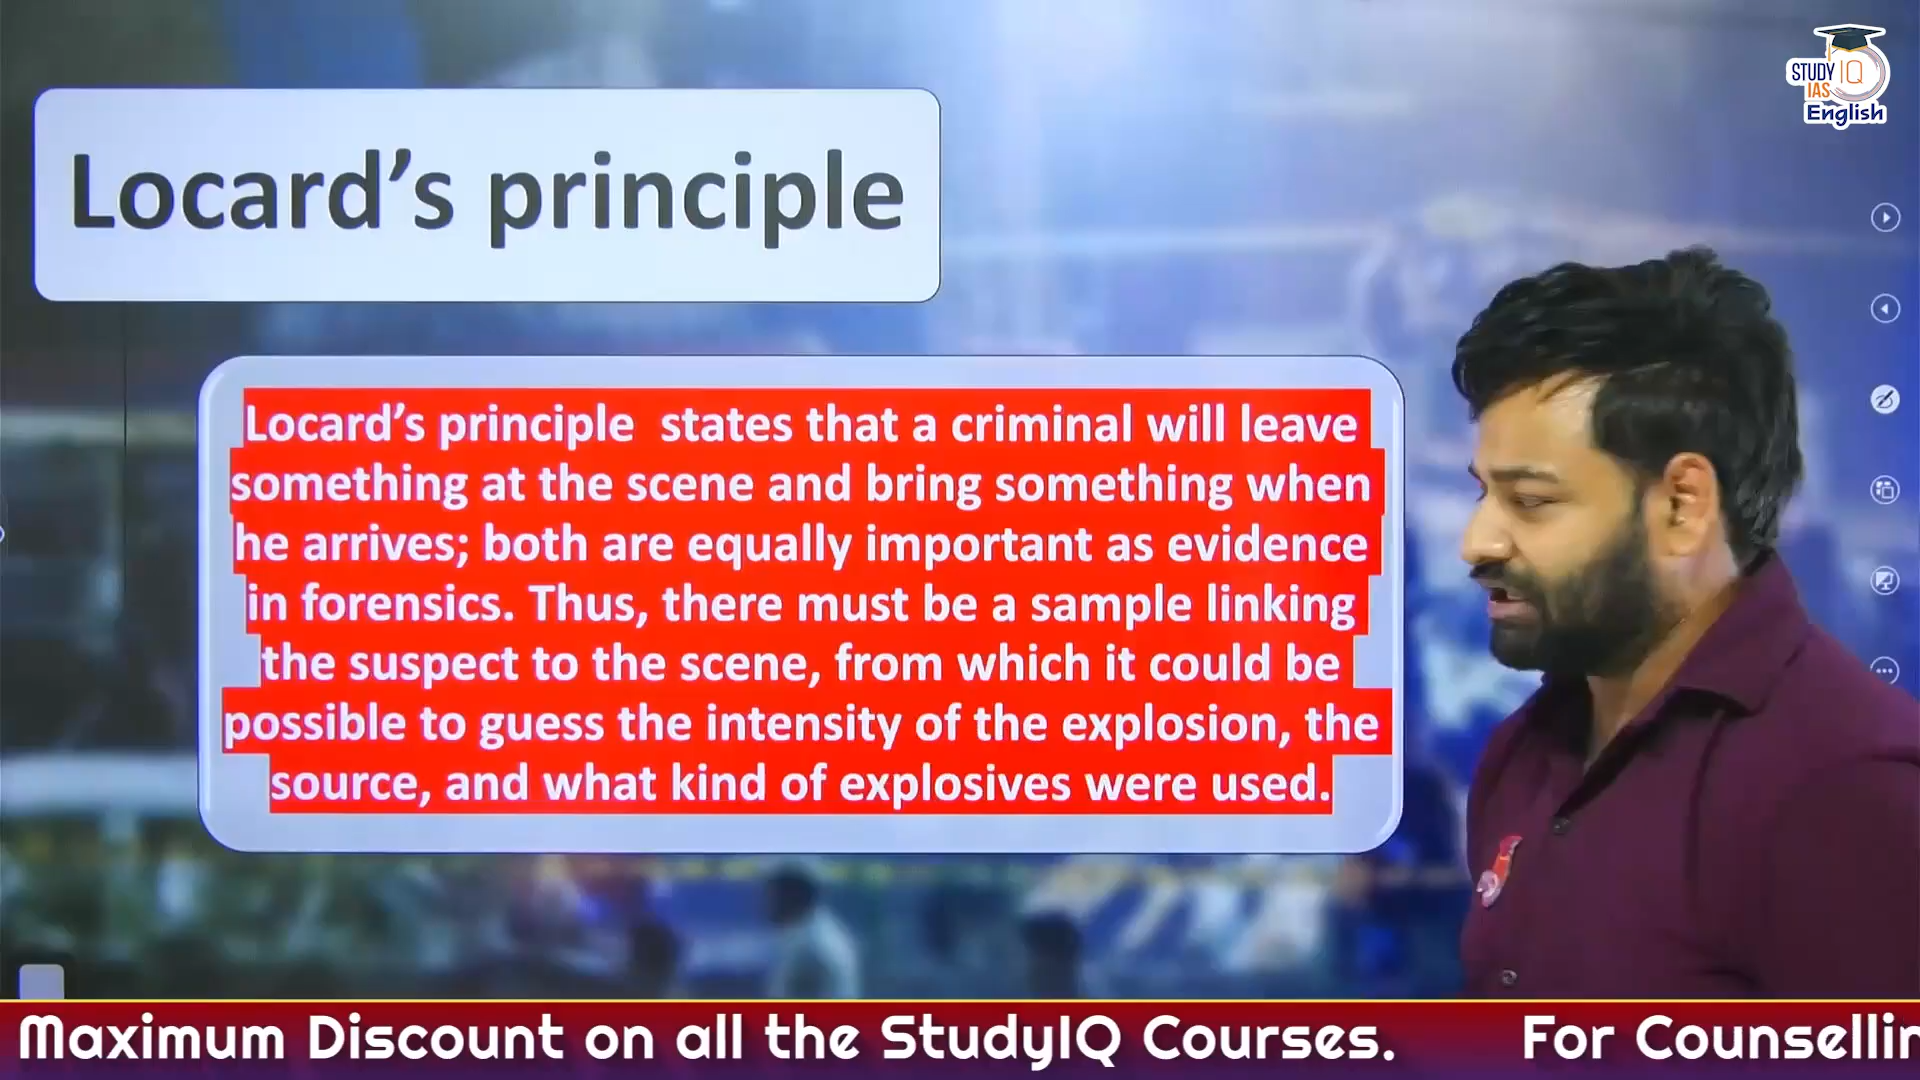 STUDY IQ
IAS
English
Locard’s principle
Locard’s principle  states that a criminal will leave
something at the scene and bring something when
he arrives; both are equally important as evidence
in forensics. Thus, there must be a sample linking
the suspect to the scene, from which it could be
possible to guess the intensity of the explosion, the
source, and what kind of explosives were used.
Maximum Discount on all the StudyIQ Courses. For Counsellin